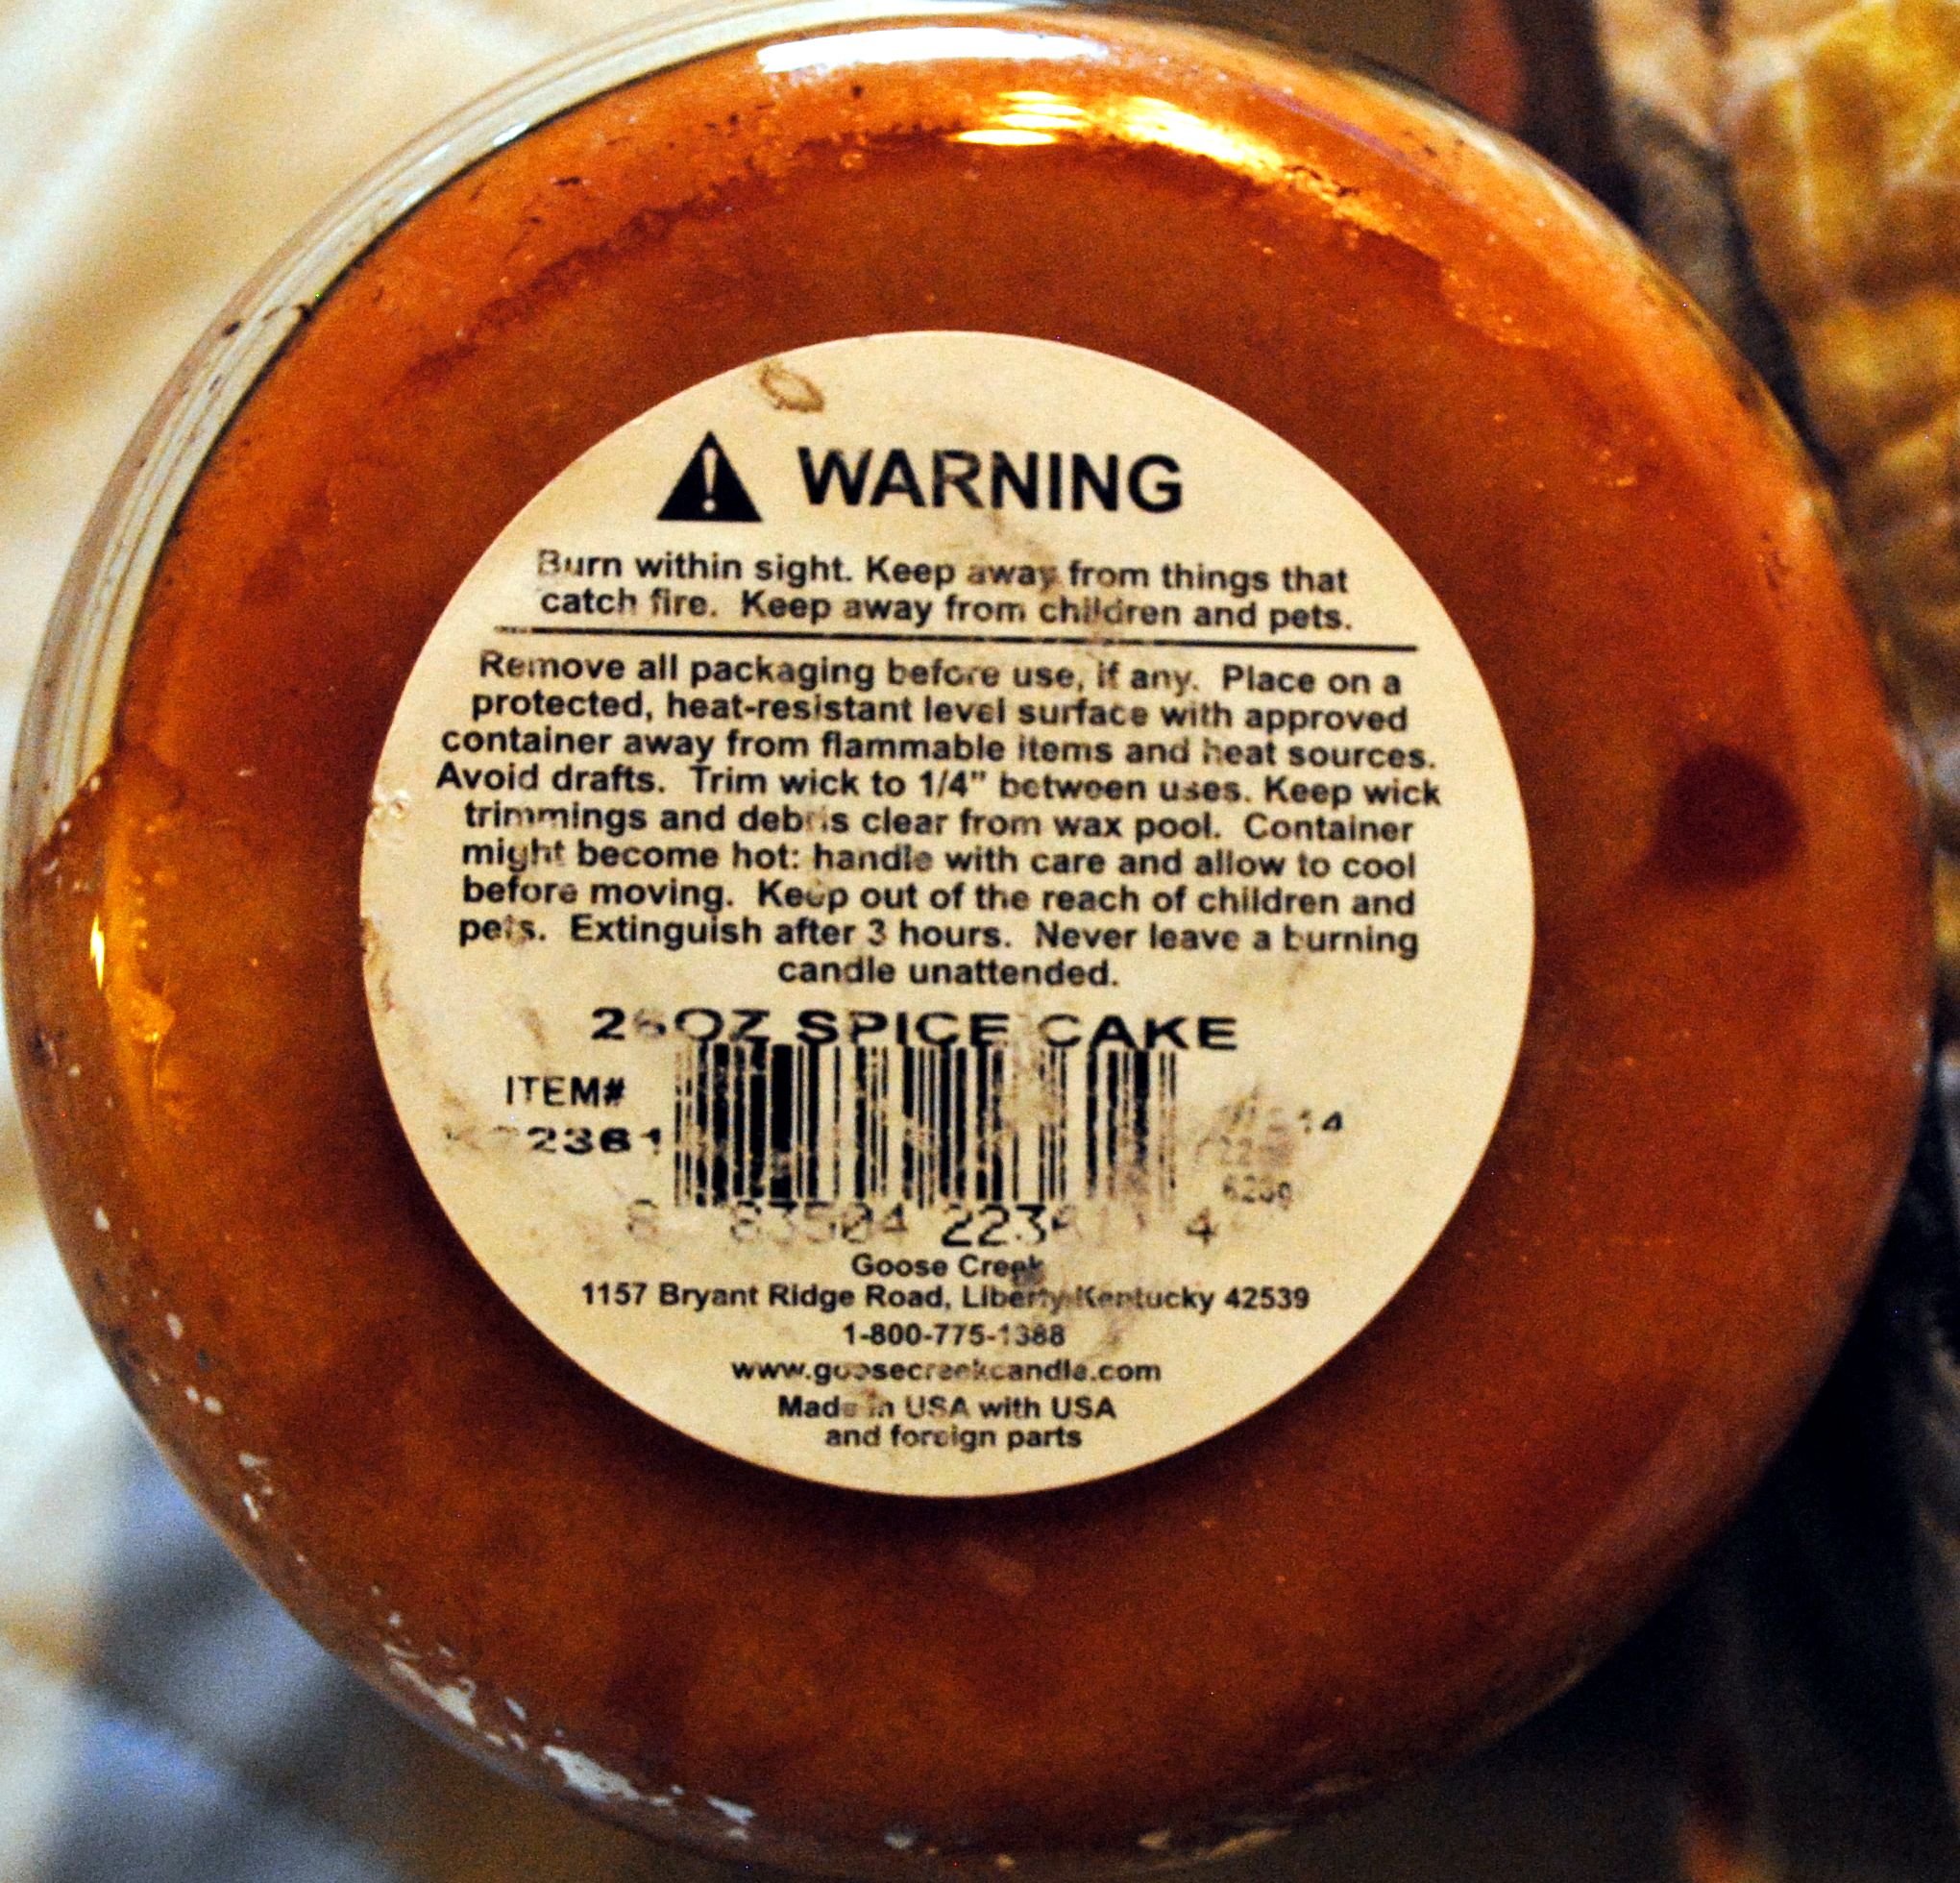 WARNING
Burn within sight. Keep away from things that
catch fire. Keep away from children and pets.
Remove all packaging before use, if any. Place on a
protected, heat-resistant level surface with approved
container away from flammable items and heat sources.
Avoid drafts. Trim wick to 1/4" between uses. Keep wick
trimmings and debris clear from wax pool. Container
might become hot: handle with care and allow to cool
before moving. Keep out of the reach of children and
pets. Extinguish after 3 hours. Never leave a burning
candle unattended.
SPICE CAKE
ITEM#
Goose Creek
1157 Bryant Ridge Road, Liberty Kentucky 42539
1-800-775-1388
www.goosecreekcandle.com
Made in USA with USA
and foreign parts